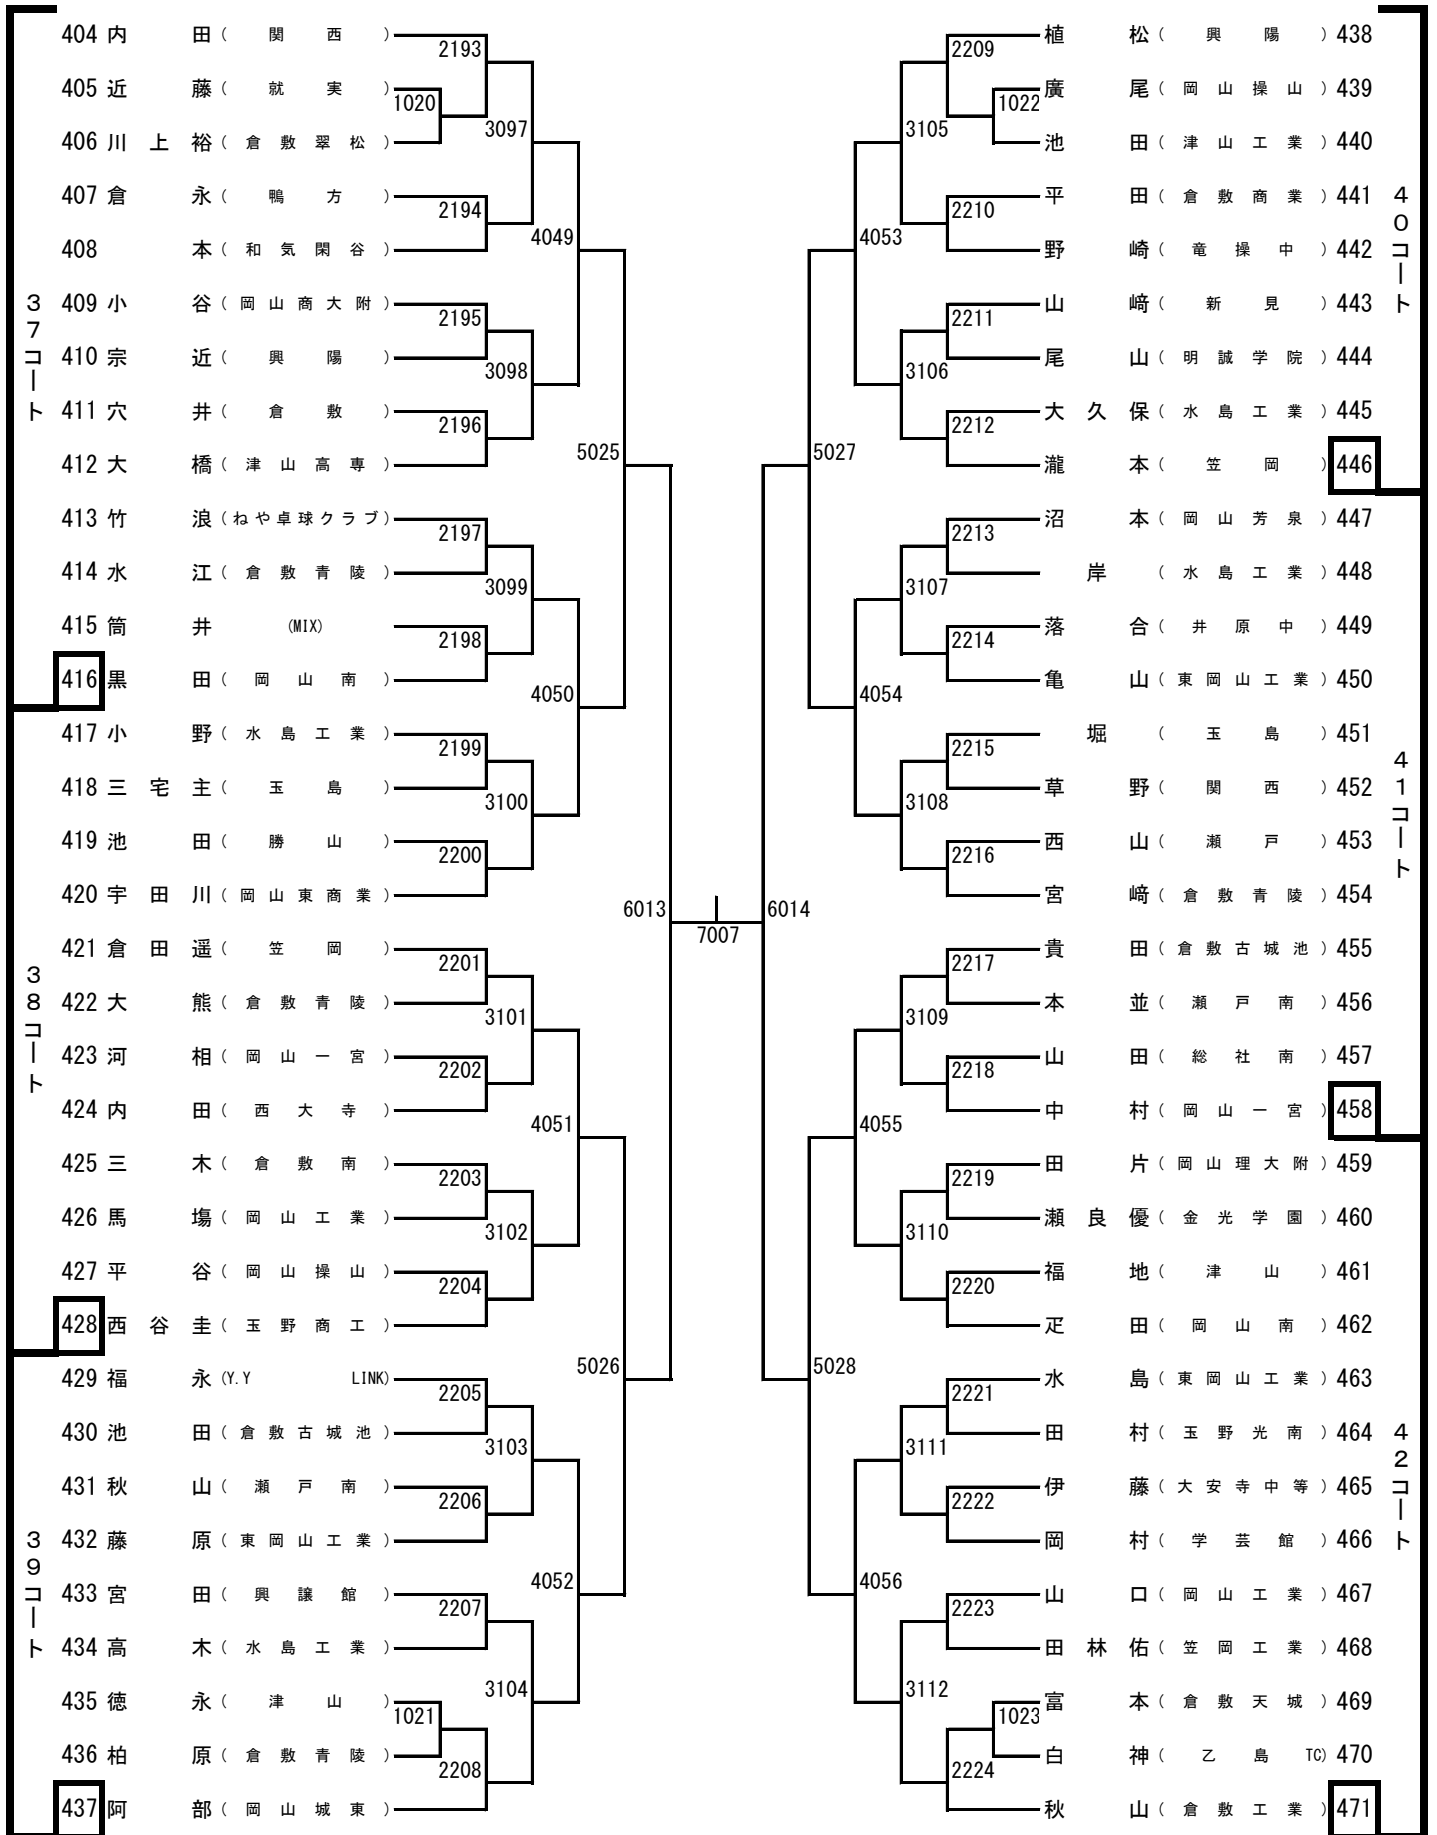 404 内田 (関西)
405 近藤 (就実)
406 川上裕 (倉敷翠松)
407 倉永 (鴨方)
408 本 (和気閑谷)
409 小谷 (岡山商大附)
410 宗近 (興陽)
411 穴井 (倉敷)
412 大橋 (津山高専)
413 竹浪 (ねや卓球クラブ)
414 水江 (倉敷青陵)
415 筒井 (MIX)
416 黒田 (岡山南)
417 小野 (水島工業)
418 三宅主 (玉島)
419 池田 (勝山)
420 宇田川 (岡山東商業)
421 倉田遥 (笠岡)
422 大熊 (倉敷青陵)
423 河相 (岡山一宮)
424 内田 (西大寺)
425 三木 (倉敷南)
426 馬塲 (岡山工業)
427 平谷 (岡山操山)
428 西谷圭 (玉野商工)
429 福永 (Y.Y LINK)
430 池田 (倉敷古城池)
431 秋山 (瀬戸南)
432 藤原 (東岡山工業)
433 宮田 (興譲館)
434 高木 (水島工業)
435 徳永 (津山)
436 柏原 (倉敷青陵)
437 阿部 (岡山城東)
37コート
38コート
39コート
1020
1021
2193
2194
2195
2196
2197
2198
2199
2200
2201
2202
2203
2204
2205
2206
2207
2208
3097
3098
3099
3100
3101
3102
3103
3104
4049
4050
4051
4052
5025
5026
6013
7007
6014
5027
5028
4053
4054
4055
4056
3105
3106
3107
3108
3109
3110
3111
3112
2209
2210
2211
2212
2213
2214
2215
2216
2217
2218
2219
2220
2221
2222
2223
2224
1022
1023
植松 (興陽) 438
廣尾 (岡山操山) 439
池田 (津山工業) 440
平田 (倉敷商業) 441
野崎 (竜操中) 442
山﨑 (新見) 443
尾山 (明誠学院) 444
大久保 (水島工業) 445
瀧本 (笠岡) 446
沼本 (岡山芳泉) 447
岸 (水島工業) 448
落合 (井原中) 449
亀山 (東岡山工業) 450
堀 (玉島) 451
草野 (関西) 452
西山 (瀬戸) 453
宮﨑 (倉敷青陵) 454
貴田 (倉敷古城池) 455
本並 (瀬戸南) 456
山田 (総社南) 457
中村 (岡山一宮) 458
田片 (岡山理大附) 459
瀬良優 (金光学園) 460
福地 (津山) 461
疋田 (岡山南) 462
水島 (東岡山工業) 463
田村 (玉野光南) 464
伊藤 (大安寺中等) 465
岡村 (学芸館) 466
山口 (岡山工業) 467
田林佑 (笠岡工業) 468
富本 (倉敷天城) 469
白神 (乙島TC) 470
秋山 (倉敷工業) 471
40コート
41コート
42コート